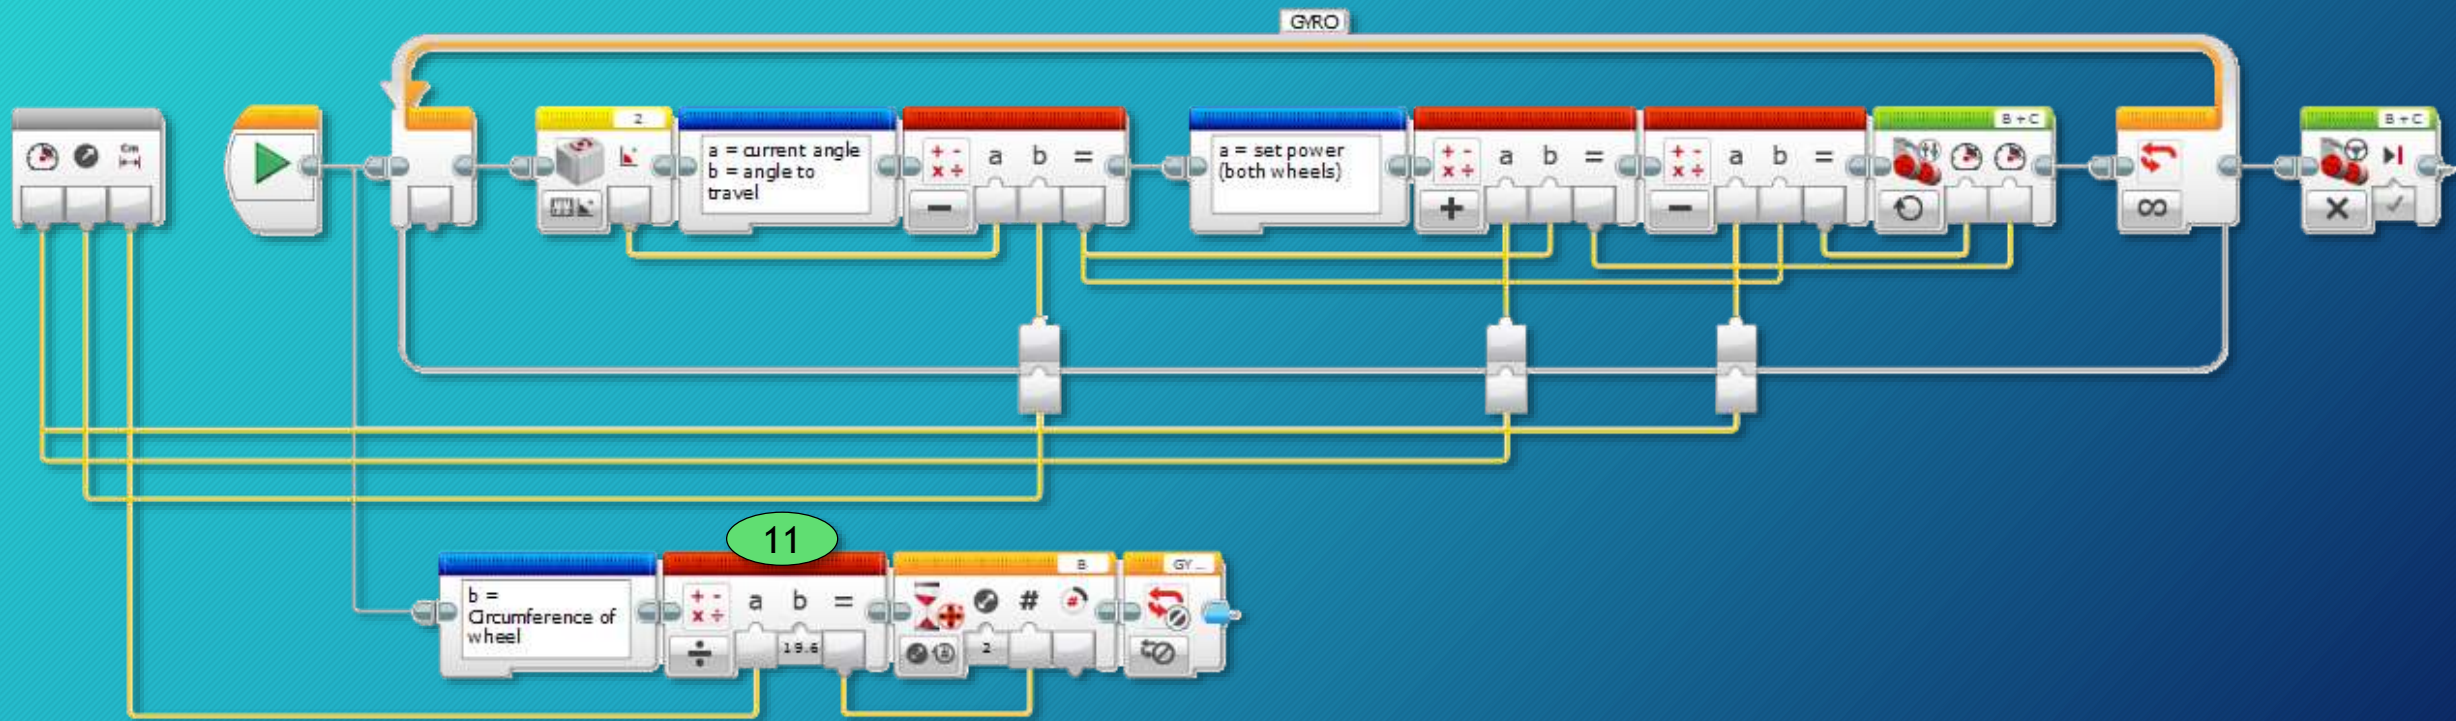 GYRO
Cm
2
a = current angle
b = angle to
travel
a b =
a = set power
(both wheels)
a b =
a b =
B + C
B + C
11
b =
Circumference of
wheel
a b =
19.6
B
#
#
2
GY...